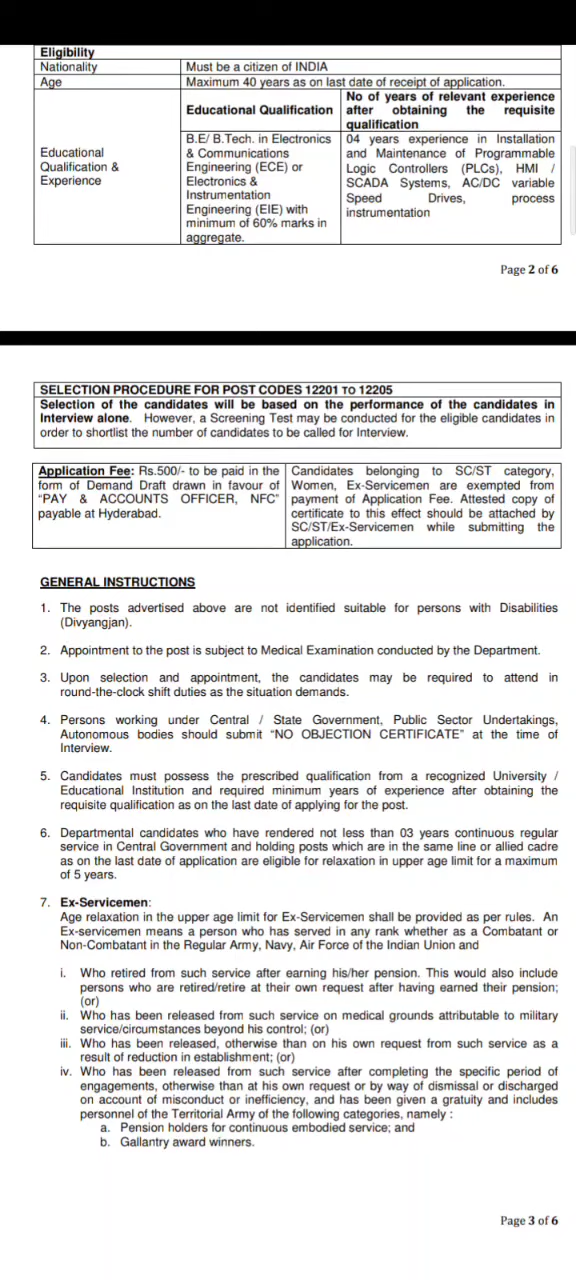 Eligibility
Nationality Must be a citizen of INDIA
Age Maximum 40 years as on last date of receipt of application.
Educational Qualification & Experience
Educational Qualification
No of years of relevant experience
after obtaining the requisite
qualification
B.E/ B.Tech. in Electronics
& Communications
Engineering (ECE) or
Electronics &
Instrumentation
Engineering (EIE) with
minimum of 60% marks in
aggregate.
04 years experience in Installation
and Maintenance of Programmable
Logic Controllers (PLCs), HMI /
SCADA Systems, AC/DC variable
Speed Drives, process
instrumentation
Page 2 of 6
SELECTION PROCEDURE FOR POST CODES 12201 TO 12205
Selection of the candidates will be based on the performance of the candidates in
Interview alone. However, a Screening Test may be conducted for the eligible candidates in
order to shortlist the number of candidates to be called for Interview.
Application Fee: Rs.500/- to be paid in the
form of Demand Draft drawn in favour of
“PAY & ACCOUNTS OFFICER, NFC”
payable at Hyderabad.
Candidates belonging to SC/ST category,
Women, Ex-Servicemen are exempted from
payment of Application Fee. Attested copy of
certificate to this effect should be attached by
SC/ST/Ex-Servicemen while submitting the
application.
GENERAL INSTRUCTIONS
1. The posts advertised above are not identified suitable for persons with Disabilities
(Divyangjan).
2. Appointment to the post is subject to Medical Examination conducted by the Department.
3. Upon selection and appointment, the candidates may be required to attend in
round-the-clock shift duties as the situation demands.
4. Persons working under Central / State Government, Public Sector Undertakings,
Autonomous bodies should submit “NO OBJECTION CERTIFICATE” at the time of
Interview.
5. Candidates must possess the prescribed qualification from a recognized University /
Educational Institution and required minimum years of experience after obtaining the
requisite qualification as on the last date of applying for the post.
6. Departmental candidates who have rendered not less than 03 years continuous regular
service in Central Government and holding posts which are in the same line or allied cadre
as on the last date of application are eligible for relaxation in upper age limit for a maximum
of 5 years.
7. Ex-Servicemen:
Age relaxation in the upper age limit for Ex-Servicemen shall be provided as per rules. An
Ex-servicemen means a person who has served in any rank whether as a Combatant or
Non-Combatant in the Regular Army, Navy, Air Force of the Indian Union and
i. Who retired from such service after earning his/her pension. This would also include
persons who are retired/retire at their own request after having earned their pension;
(or)
ii. Who has been released from such service on medical grounds attributable to military
service/circumstances beyond his control; (or)
iii. Who has been released, otherwise than on his own request from such service as a
result of reduction in establishment; (or)
iv. Who has been released from such service after completing the specific period of
engagements, otherwise than at his own request or by way of dismissal or discharged
on account of misconduct or inefficiency, and has been given a gratuity and includes
personnel of the Territorial Army of the following categories, namely :
a. Pension holders for continuous embodied service; and
b. Gallantry award winners.
Page 3 of 6